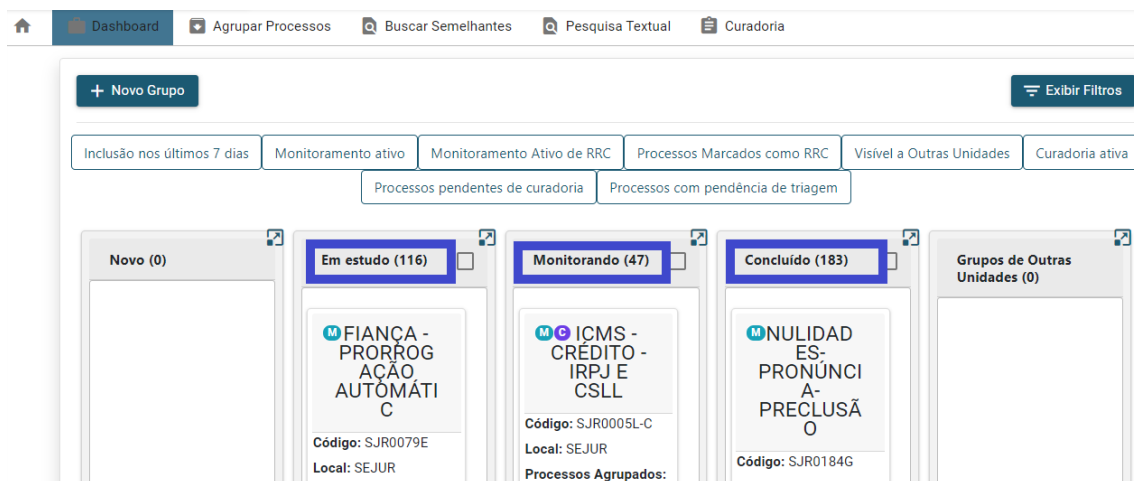 Dashboard Agrupar Processos Buscar Semelhantes Pesquisa Textual Curadoria
+ Novo Grupo Exibir Filtros
Inclusão nos últimos 7 dias Monitoramento ativo Monitoramento Ativo de RRC Processos Marcados como RRC Visível a Outras Unidades Curadoria ativa
Processos pendentes de curadoria Processos com pendência de triagem
Novo (0)
Em estudo (116)
M FIANÇA -
PRORROG
AÇÃO
AUTOMÁTI
C
Código: SJR0079E
Local: SEJUR
Monitorando (47)
M C ICMS -
CRÉDITO -
IRPJ E
CSLL
Código: SJR0005L-C
Local: SEJUR
Processos Agrupados:
Concluído (183)
M NULIDAD
ES-
PRONÚNCI
A-
PRECLUSÃ
O
Código: SJR0184G
Grupos de Outras
Unidades (0)